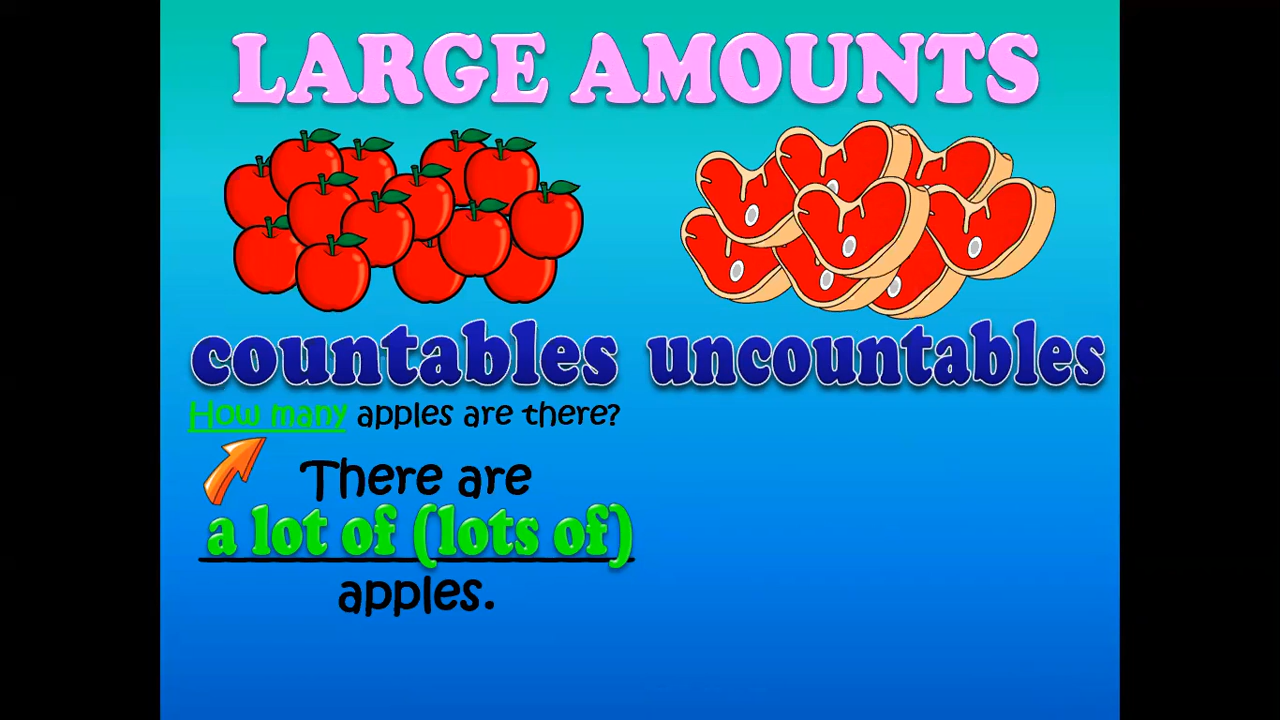 LARGE AMOUNTS
countables
How many apples are there?
There are
a lot of (lots of)
apples.
uncountables